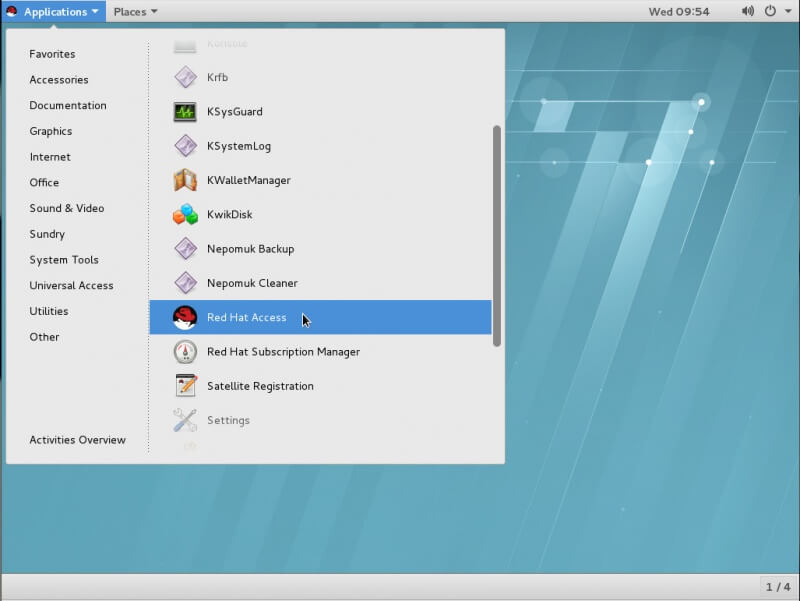 Applications Places Wed 09:54
Favorites
Accessories
Documentation
Graphics
Internet
Office
Sound & Video
Sundry
System Tools
Universal Access
Utilities
Other
Activities Overview
Konsole
Krfb
KSysGuard
KSystemLog
KWalletManager
KwikDisk
Nepomuk Backup
Nepomuk Cleaner
Red Hat Access
Red Hat Subscription Manager
Satellite Registration
Settings
1 / 4